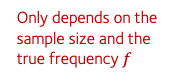 Only depends on the
sample size and the
true frequency f